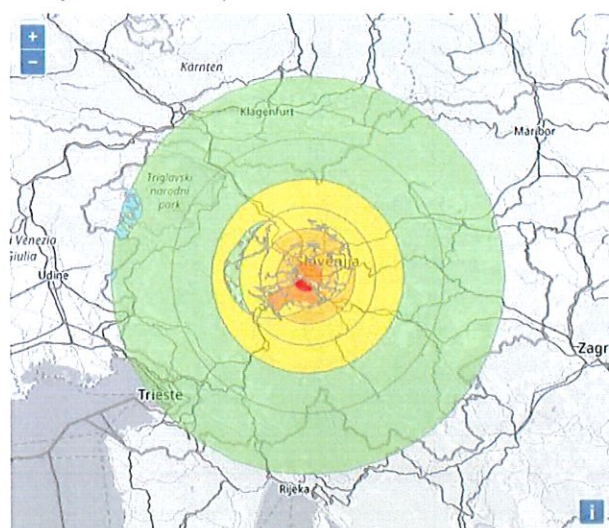 +
−
Kärnten
Klagenfurt
Maribor
Triglavski
narodni
park
i Venezia
Giulia
Udine
Slovenija
Zagr
Trieste
Rijeka
i